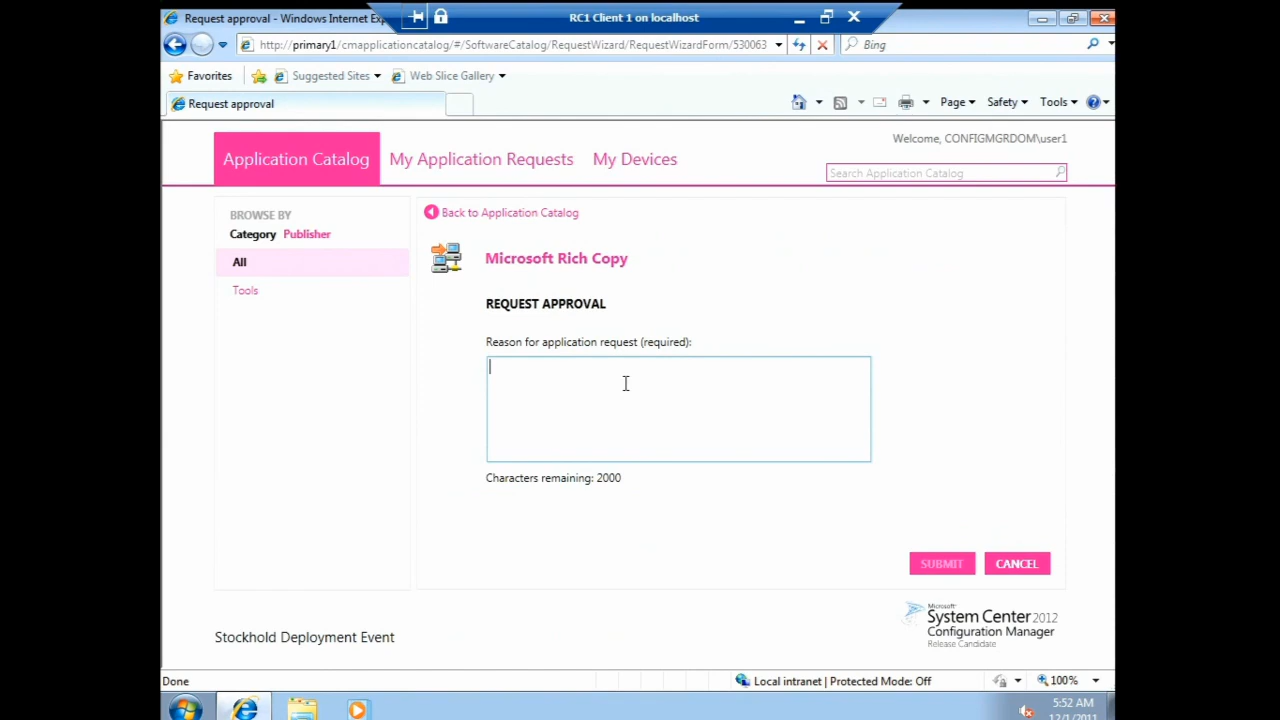 Request approval - Windows Internet Exp
RC1 Client 1 on localhost
http://primary1/cmapplicationcatalog/#/SoftwareCatalog/RequestWizard/RequestWizardForm/530063
Bing
Favorites
Suggested Sites
Web Slice Gallery
Request approval
Page
Safety
Tools
Welcome, CONFIGMGRDOM\user1
Application Catalog
My Application Requests
My Devices
Search Application Catalog
BROWSE BY
Category Publisher
All
Tools
Back to Application Catalog
Microsoft Rich Copy
REQUEST APPROVAL
Reason for application request (required):
Characters remaining: 2000
SUBMIT
CANCEL
Microsoft®
System Center 2012
Configuration Manager
Release Candidate
Stockhold Deployment Event
Done
Local intranet | Protected Mode: Off
100%
5:52 AM
12/1/2011